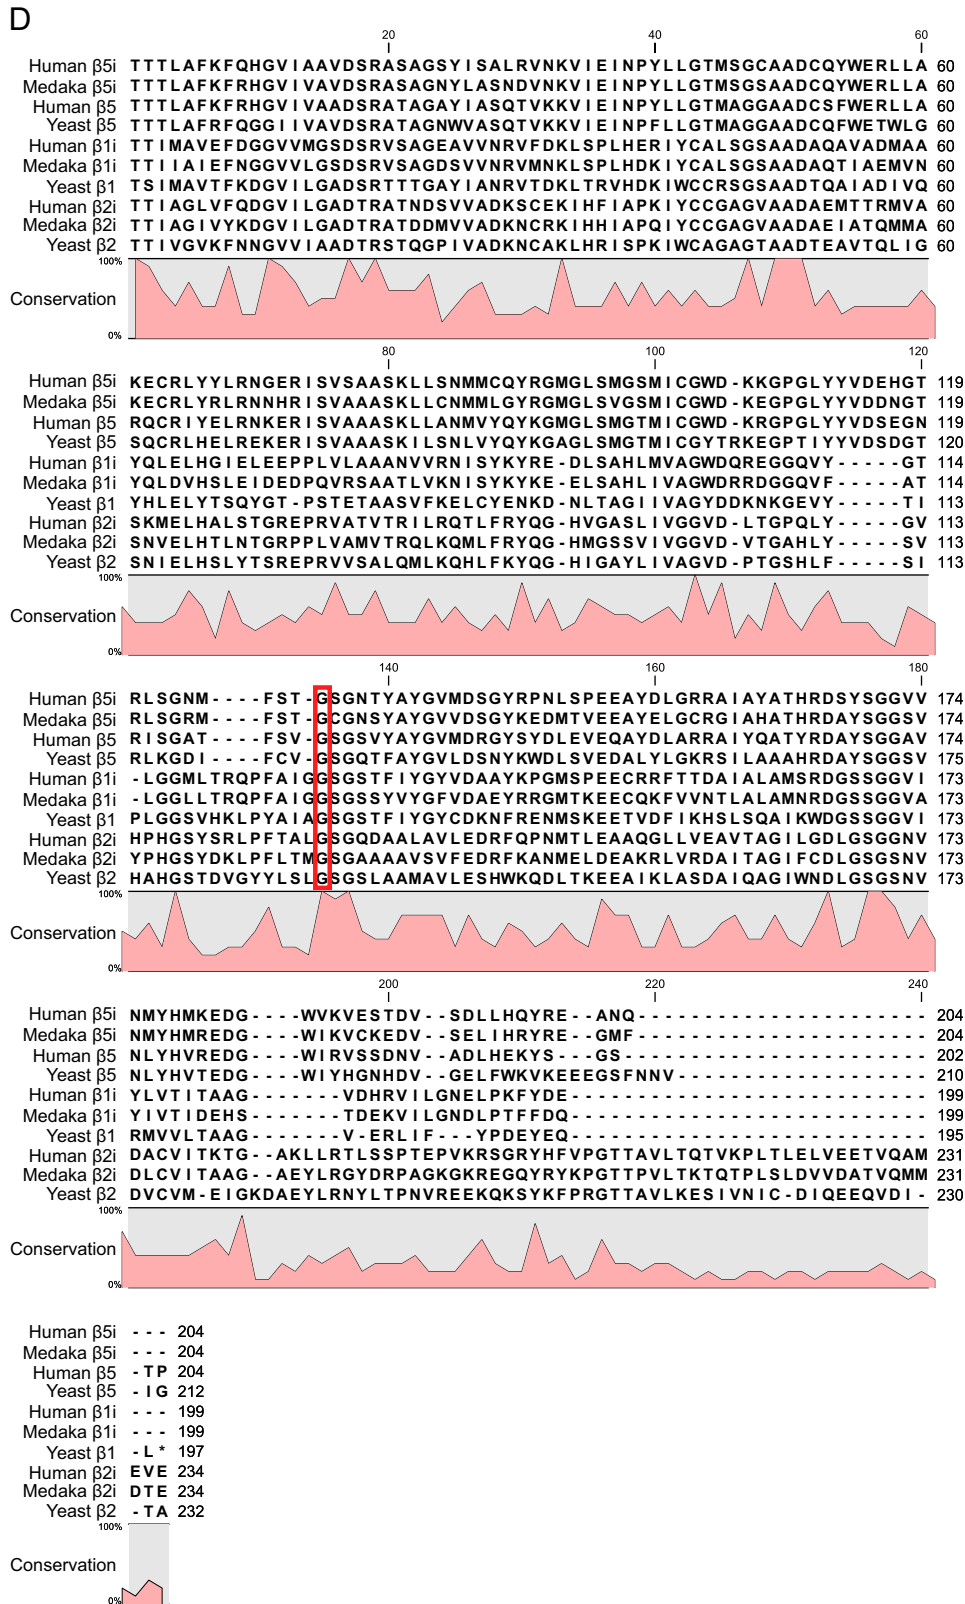 D
20 40 60
Human β5i TTTLAFKFQHGVIAAVDSRASAGSYISALRVNKVIEINPYLLGTMSGCAADCQYWERLLA 60
Medaka β5i TTTLAFKFRHGVIVAVDSRASAGNYLASNDVNKVIEINPYLLGTMSGSAADCQYWERLLA 60
Human β5 TTTLAFKFRHGVIVAADSRATAGAYIASQTVKKVIEINPYLLGTMAGGAADCSFWERLLA 60
Yeast β5 TTTLAFRFQGGIIVAVDSRATAGNWVASQTVKKVIEINPFLLGTMAGGAADCQFWETWLG 60
Human β1i TTIMAVEFDGGVVMGSDSRVSAGEAVVNRVFDKLSPLHERIYCALSGSAADAQAVADMAA 60
Medaka β1i TTIIAIEFNGGVVLGSDSRVSAGDSVVNRVMNKLSPLHDKIYCALSGSAADAQTIAEMVN 60
Yeast β1 TSIMAVTFKDGVILGADSRTTTGAYIANRVTDKLTRVHDKIWCCRSGSAADTQAIADIVQ 60
Human β2i TTIAGLVFQDGVILGADTRATNDSVVADKSCEKIHFIAPKIYCCGAGVAADAEMTTRMVA 60
Medaka β2i TTIAGIVYKDGVILGADTRATDDMVVADKNCMKIHHIAPQIYCCGAGVAADAEIATQMMA 60
Yeast β2 TTIVGVKFNNGVVIAADTRSTQGPIVADKNCAKLHRISPKIWCAGAGTAADTEAVTQLIG 60
100%
Conservation
0%
80 100 120
Human β5i KECRLYYLRNGERISVSAASKLLSNMMCQYRGMGLSMGSMICGWD-KKGPGLYYVDEHGT 119
Medaka β5i KECRLYRLRNNHRISVAAASKLLCNMMLGYRGMGLSVGSMICGWD-KEGPGLYYVDDNGT 119
Human β5 RQCRIYELRNKERISVAAASKLLANMVYQYKGMGLSMGTMICGWD-KRGPGLYYVDSEGN 119
Yeast β5 SQCRLHELREKERISVAAASKILSNLVYQYKGAGLSMGTMICGYTRKEGPTIYYVDSDGT 120
Human β1i YQLELHGIELEEPPLVLAAANVVRNISYKYRE-DLSAHLMVAGWDQREGGQVY-----GT 114
Medaka β1i YQLDVHSLEIDEDPQVRSAATLVKNISYKYKE-ELSAHLIVAGWDRRDGGQVF-----AT 114
Yeast β1 YHLELYTSQYGT-PSTETAASVFKELCYENKD-NLTAGIIVAGYDDKNKGEVY-----TI 113
Human β2i SKMELHALSTGREPRVATVTRILRQTLFRYQG-HVGASLIVGGVD-LTGPQLY-----GV 113
Medaka β2i SNVELHTLNTGRPPLVAMVTRQLKQMLFRYQG-HMGSSVIVGGVD-VTGAHLY-----SV 113
Yeast β2 SNIELHSLYTSREPRVVSALQMLKQHLFKYQG-HIGAYLIVAGVD-PTGSHLF-----SI 113
100%
Conservation
0%
140 160 180
Human β5i RLSGNM----FST-GSGNTYAYGVMDSGYRPNLSPEEAYDLGRRAIAYATHRDSYSGGVV 174
Medaka β5i RLSGRM----FST-GCGNSYAYGVVDSGYKEDMTVEEAYELGCRGIAHATHRDAYSGGSV 174
Human β5 RISGAT----FSV-GSGSVYAYGVMDRGYSYDLEVEQAYDLARRAIYQATYRDAYSGGAV 174
Yeast β5 RLKGDI----FCV-GSGQTFAYGVLDSNYKWDLSVEDALYLGKRSILAAAHRDAYSGGSV 175
Human β1i -LGGMLTRQPFAIGGSGSTFIYGYVDAAYKPGMSPEECRRFTTDAIALAMSRDGSSGGVI 173
Medaka β1i -LGGLLTRQPFAIGGSGSSYVYGFVDAEYRRGMTKEECQKFVVNTLALAMNRDGSSGGVA 173
Yeast β1 PLGGSVHKLPYAIAGSGSTFIYGYCDKNFRENMSKEETVDFIKHSLSQAIKWDGSSGGVI 173
Human β2i HPHGSYSRLPFTALGSGQDAALAVLEDRFQPNMTLEAAQGLLVEAVTAGILGDLGSGGNV 173
Medaka β2i YPHGSYDKLPFLTMGSGAAAAVSVFEDRFKANMELDEAKRLVRDAITAGIFCDLGSGGNV 173
Yeast β2 HAHGSTDVGYYLSLGSGSLAAMAVLESHWKQDLTKEEAIKLASDAIQAGIWNDLGSGSNV 173
100%
Conservation
0%
200 220 240
Human β5i NMYHMKEDG----WVKVESTDV--SDLLHQYRE--ANQ---------------------- 204
Medaka β5i NMYHMREDG----WIKVCKEDV--SELIHRYRE--GMF---------------------- 204
Human β5 NLYHVREDG----WIRVSSDNV--ADLHEKYS---GS----------------------- 202
Yeast β5 NLYHVTEDG----WIYHGNHDV--GELFWKVKEEEGSFNNV------------------- 210
Human β1i YLVTITAAG-------VDHRVILGNELPKFYDE--------------------------- 199
Medaka β1i YIVTIDEHS-------TDEKVILGNDLPTFFDQ--------------------------- 199
Yeast β1 RMVVLTAAG-------V-ERLIF---YPDEYEQ--------------------------- 195
Human β2i DACVITKTG--AKLLRTLSSPTEPVKRSGRYHFVPGTTAVLTQTVKPLTLELVEETVQAM 231
Medaka β2i DLCVITAAG--AEYLRGYDRPAGKGKREGQYRYKPGTTPVLTKTQTPLSLDVVDATVQMM 231
Yeast β2 DVCVM-EIGKDAEYLRNYLTPNVREEKQKSYKFPRGTTAVLKESIVNIC-DIQEEQVDI- 230
100%
Conservation
0%
Human β5i --- 204
Medaka β5i --- 204
Human β5 -TP 204
Yeast β5 -IG 212
Human β1i --- 199
Medaka β1i --- 199
Yeast β1 -L* 197
Human β2i EVE 234
Medaka β2i DTE 234
Yeast β2 -TA 232
100%
Conservation
0%